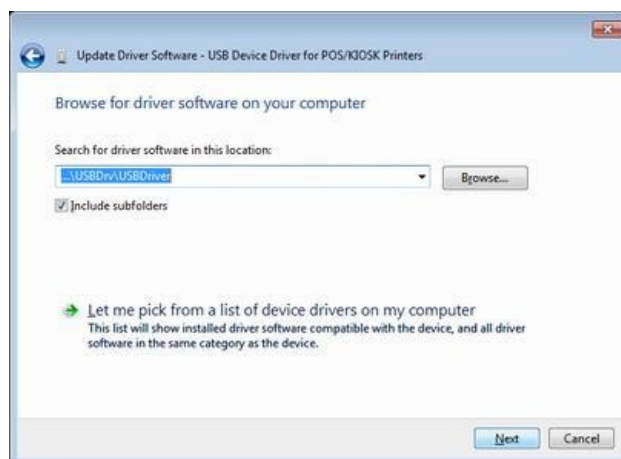 Update Driver Software - USB Device Driver for POS/KIOSK Printers
Browse for driver software on your computer
Search for driver software in this location:
...\USBDrv\USBDriver
Browse...
Include subfolders
Let me pick from a list of device drivers on my computer
This list will show installed driver software compatible with the device, and all driver
software in the same category as the device.
Next
Cancel